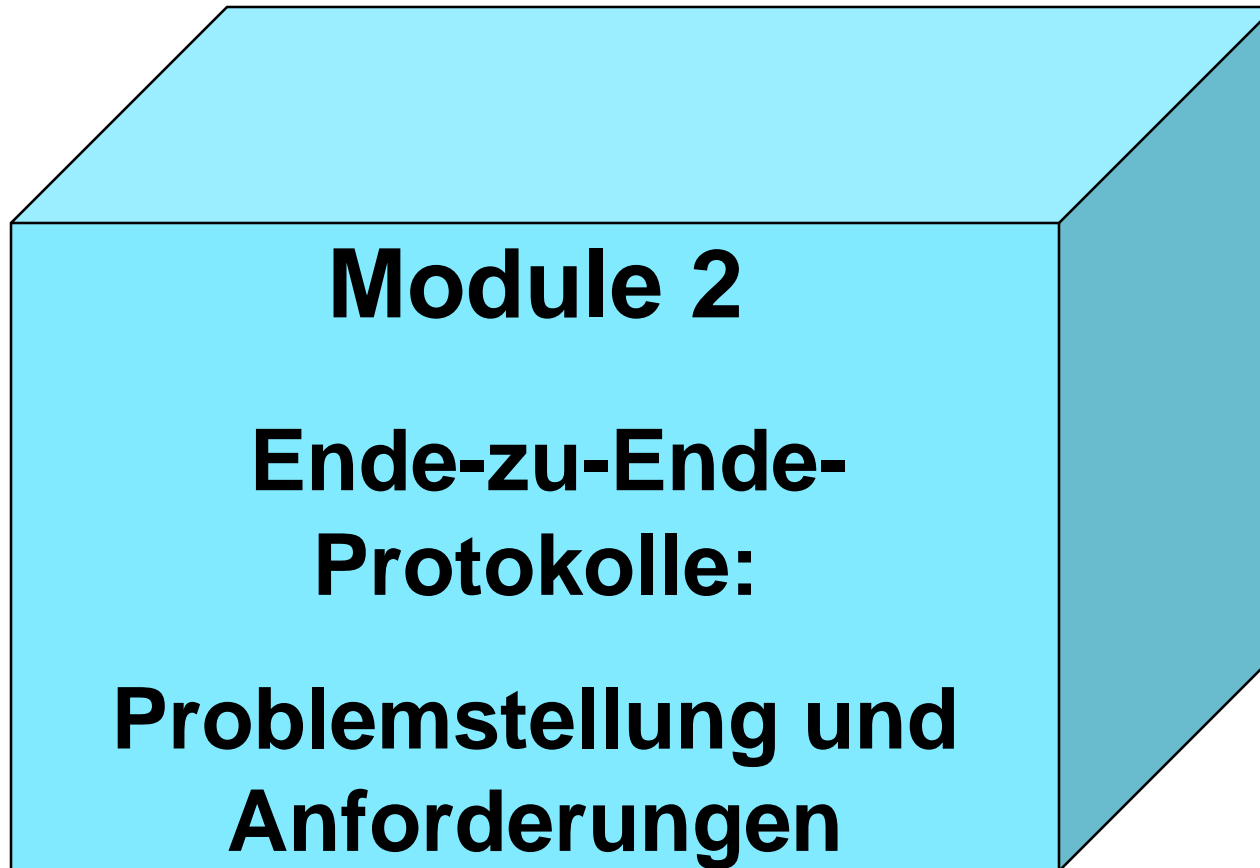 Module 2
Ende-zu-Ende-
Protokolle:
Problemstellung und
Anforderungen